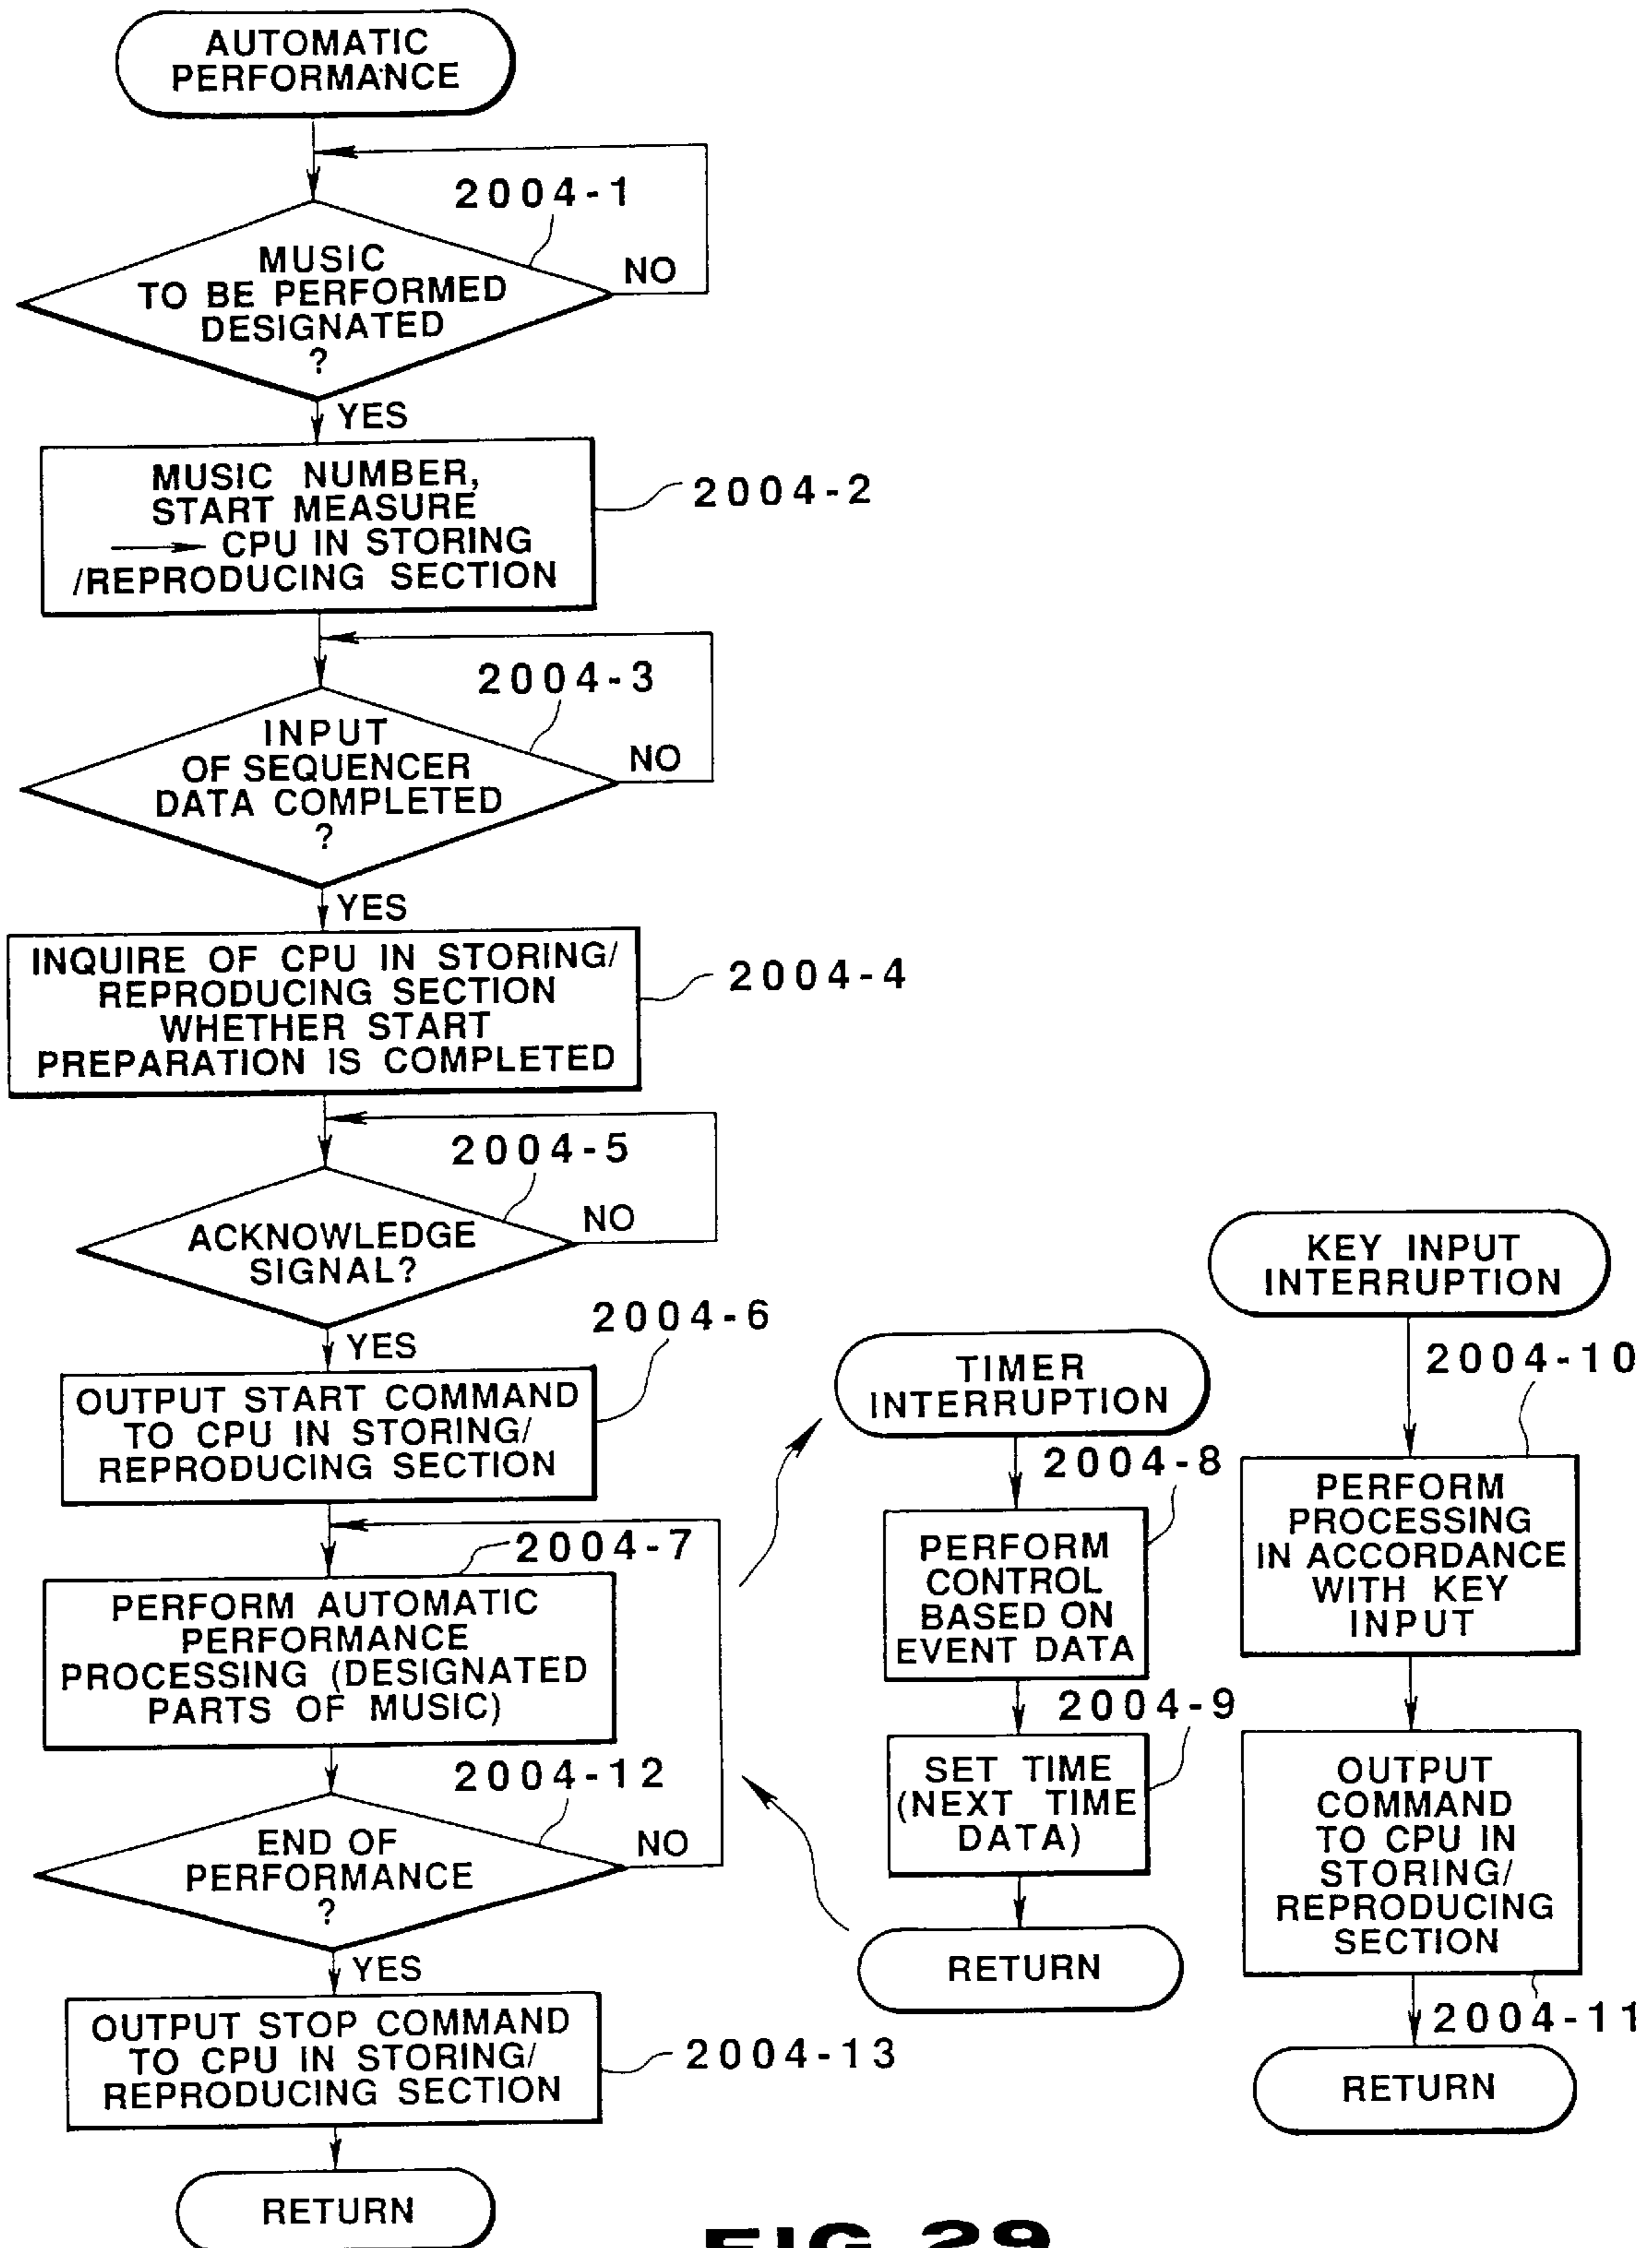 AUTOMATIC
PERFORMANCE
2004-1
MUSIC
TO BE PERFORMED
DESIGNATED
?
NO
YES
MUSIC NUMBER,
START MEASURE
→ CPU IN STORING
/REPRODUCING SECTION
2004-2
2004-3
INPUT
OF SEQUENCER
DATA COMPLETED
?
NO
YES
INQUIRE OF CPU IN STORING/
REPRODUCING SECTION
WHETHER START
PREPARATION IS COMPLETED
2004-4
2004-5
ACKNOWLEDGE
SIGNAL?
NO
YES
2004-6
OUTPUT START COMMAND
TO CPU IN STORING/
REPRODUCING SECTION
2004-7
PERFORM AUTOMATIC
PERFORMANCE
PROCESSING (DESIGNATED
PARTS OF MUSIC)
2004-12
END OF
PERFORMANCE
?
NO
YES
OUTPUT STOP COMMAND
TO CPU IN STORING/
REPRODUCING SECTION
2004-13
RETURN
TIMER
INTERRUPTION
2004-8
PERFORM
CONTROL
BASED ON
EVENT DATA
2004-9
SET TIME
(NEXT TIME
DATA)
RETURN
KEY INPUT
INTERRUPTION
2004-10
PERFORM
PROCESSING
IN ACCORDANCE
WITH KEY
INPUT
OUTPUT
COMMAND
TO CPU IN
STORING/
REPRODUCING
SECTION
2004-11
RETURN
FIG.29